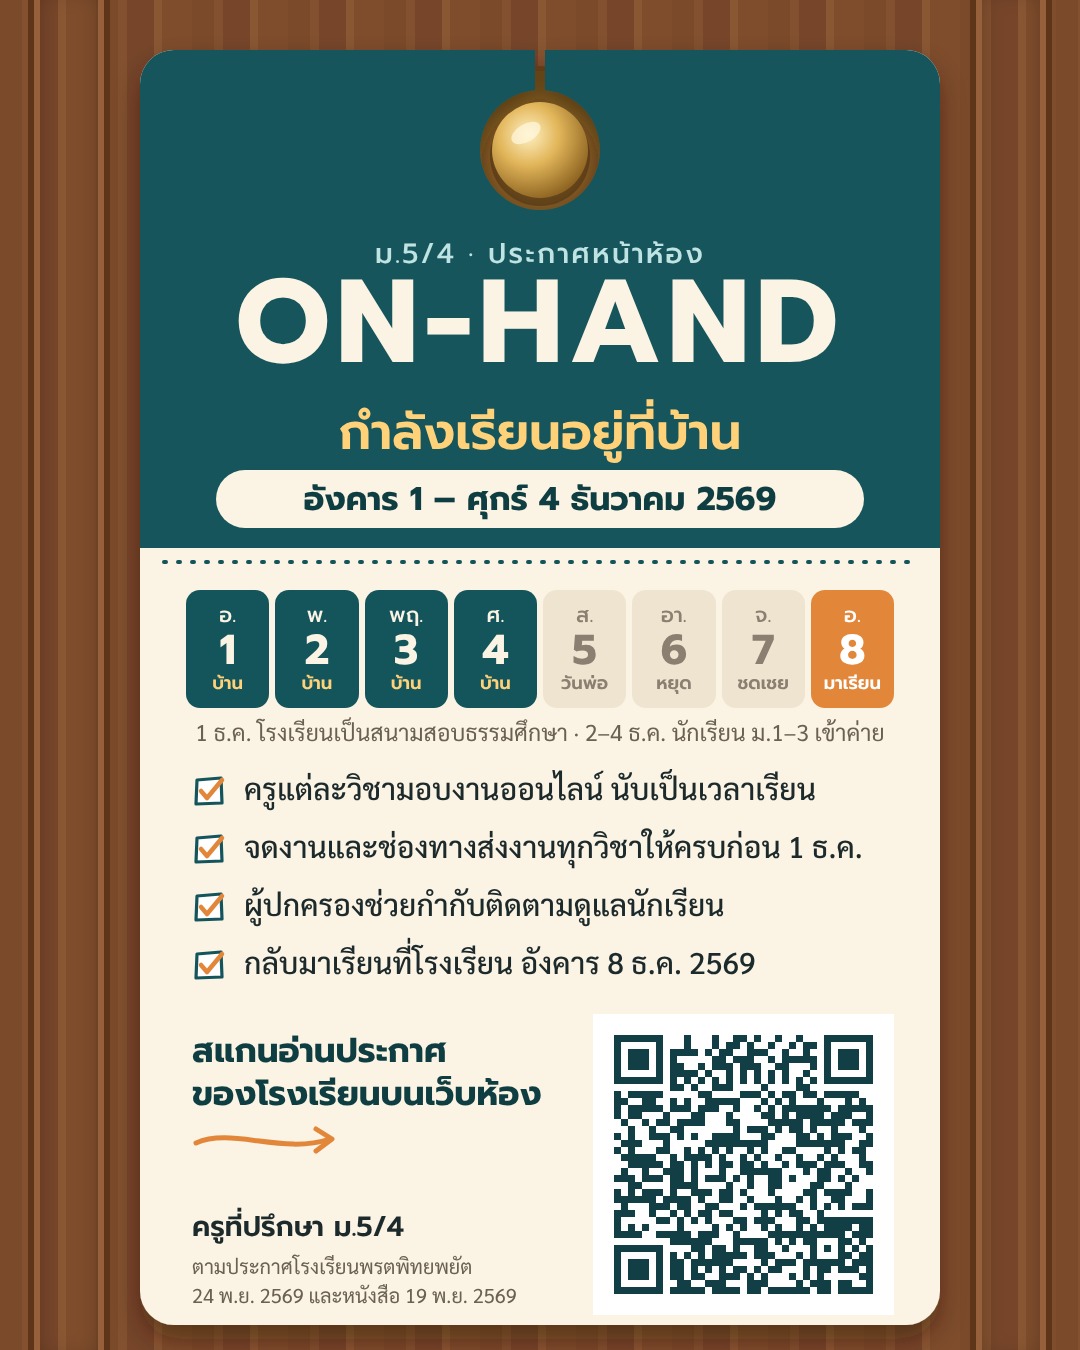 ม.5/4 · ประกาศหน้าห้อง
ON-HAND
กำลังเรียนอยู่ที่บ้าน
อังคาร 1 – ศุกร์ 4 ธันวาคม 2569
อ. พ. พฤ. ศ. ส. อา. จ. อ.
1 2 3 4 5 6 7 8
บ้าน บ้าน บ้าน บ้าน วันพ่อ หยุด ชดเชย มาเรียน
1 ธ.ค. โรงเรียนเป็นสนามสอบธรรมศึกษา · 2–4 ธ.ค. นักเรียน ม.1–3 เข้าค่าย
ครูแต่ละวิชามอบงานออนไลน์ นับเป็นเวลาเรียน
จดงานและช่องทางส่งงานทุกวิชาให้ครบก่อน 1 ธ.ค.
ผู้ปกครองช่วยกำกับติดตามดูแลนักเรียน
กลับมาเรียนที่โรงเรียน อังคาร 8 ธ.ค. 2569
สแกนอ่านประกาศ
ของโรงเรียนบนเว็บห้อง
ครูที่ปรึกษา ม.5/4
ตามประกาศโรงเรียนพรตพิทยพยัต
24 พ.ย. 2569 และหนังสือ 19 พ.ย. 2569